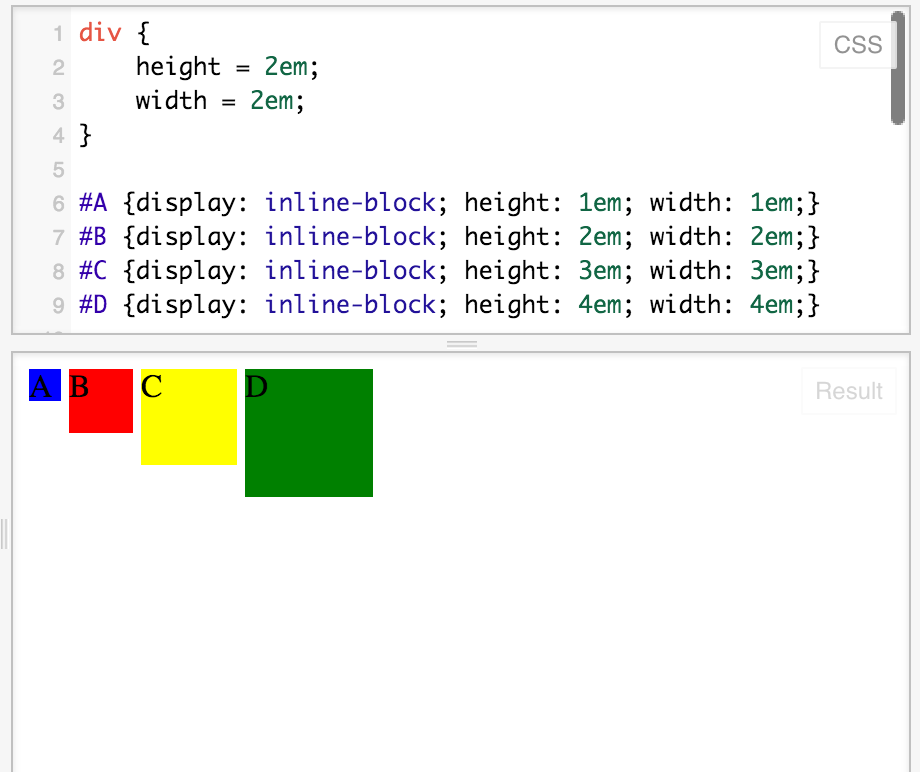 1 div {
2     height = 2em;
3     width = 2em;
4 }
5
6 #A {display: inline-block; height: 1em; width: 1em;}
7 #B {display: inline-block; height: 2em; width: 2em;}
8 #C {display: inline-block; height: 3em; width: 3em;}
9 #D {display: inline-block; height: 4em; width: 4em;}
CSS
A B C D
Result